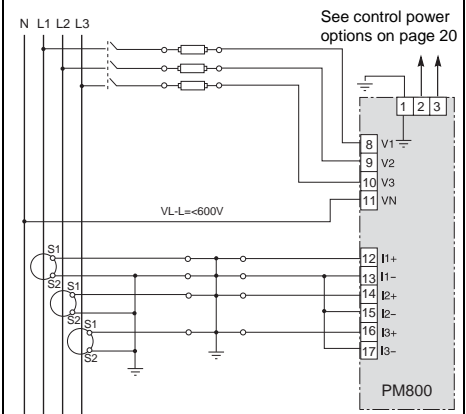 See control power
options on page 20
N L1 L2 L3
1 2 3
8 V1
9 V2
10 V3
11 VN
VL-L=<600V
S1
S2
S1
S2
S1
S2
12 I1+
13 I1–
14 I2+
15 I2–
16 I3+
17 I3–
PM800